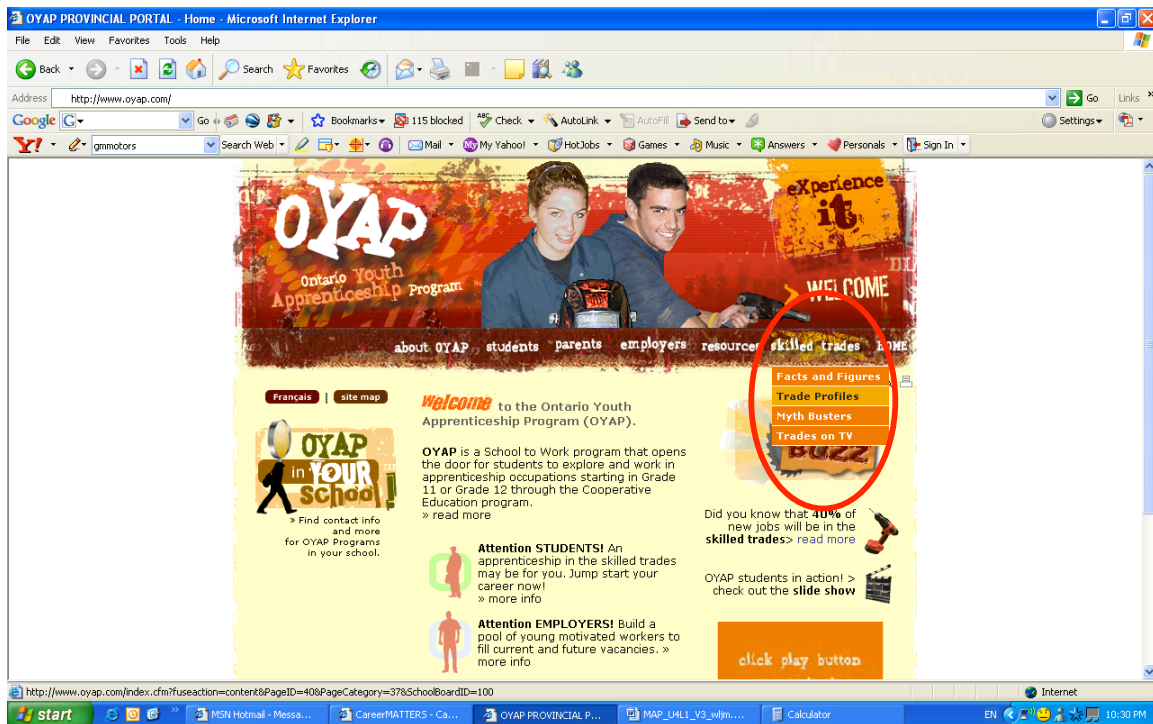 OYAP PROVINCIAL PORTAL - Home - Microsoft Internet Explorer
File Edit View Favorites Tools Help
Back Search Favorites
Address http://www.oyap.com/ Go Links »
Google G Go Bookmarks 115 blocked ABC Check AutoLink AutoFill Send to Settings
Y! gmmotors Search Web Mail My Yahoo! HotJobs Games Music Answers Personals Sign In
OYAP
Ontario Youth
Apprenticeship Program
eXperience
it
WELCOME
about OYAP students parents employers resources skilled trades HOME
Facts and Figures
Trade Profiles
Myth Busters
Trades on TV
BUZZ
Français | site map
OYAP
in YOUR
School!
» Find contact info
and more
for OYAP Programs
in your school.
Welcome to the Ontario Youth
Apprenticeship Program (OYAP).
OYAP is a School to Work program that opens
the door for students to explore and work in
apprenticeship occupations starting in Grade
11 or Grade 12 through the Cooperative
Education program.
» read more
Attention STUDENTS! An
apprenticeship in the skilled trades
may be for you. Jump start your
career now!
» more info
Attention EMPLOYERS! Build a
pool of young motivated workers to
fill current and future vacancies. »
more info
Did you know that 40% of
new jobs will be in the
skilled trades> read more
OYAP students in action! >
check out the slide show
click play button
http://www.oyap.com/index.cfm?fuseaction=content&PageID=40&PageCategory=37&SchoolBoardID=100 Internet
start » MSN Hotmail - Messa... CareerMATTERS - Ca... OYAP PROVINCIAL P... MAP_U4L1_V3_wljm.... Calculator EN 10:30 PM